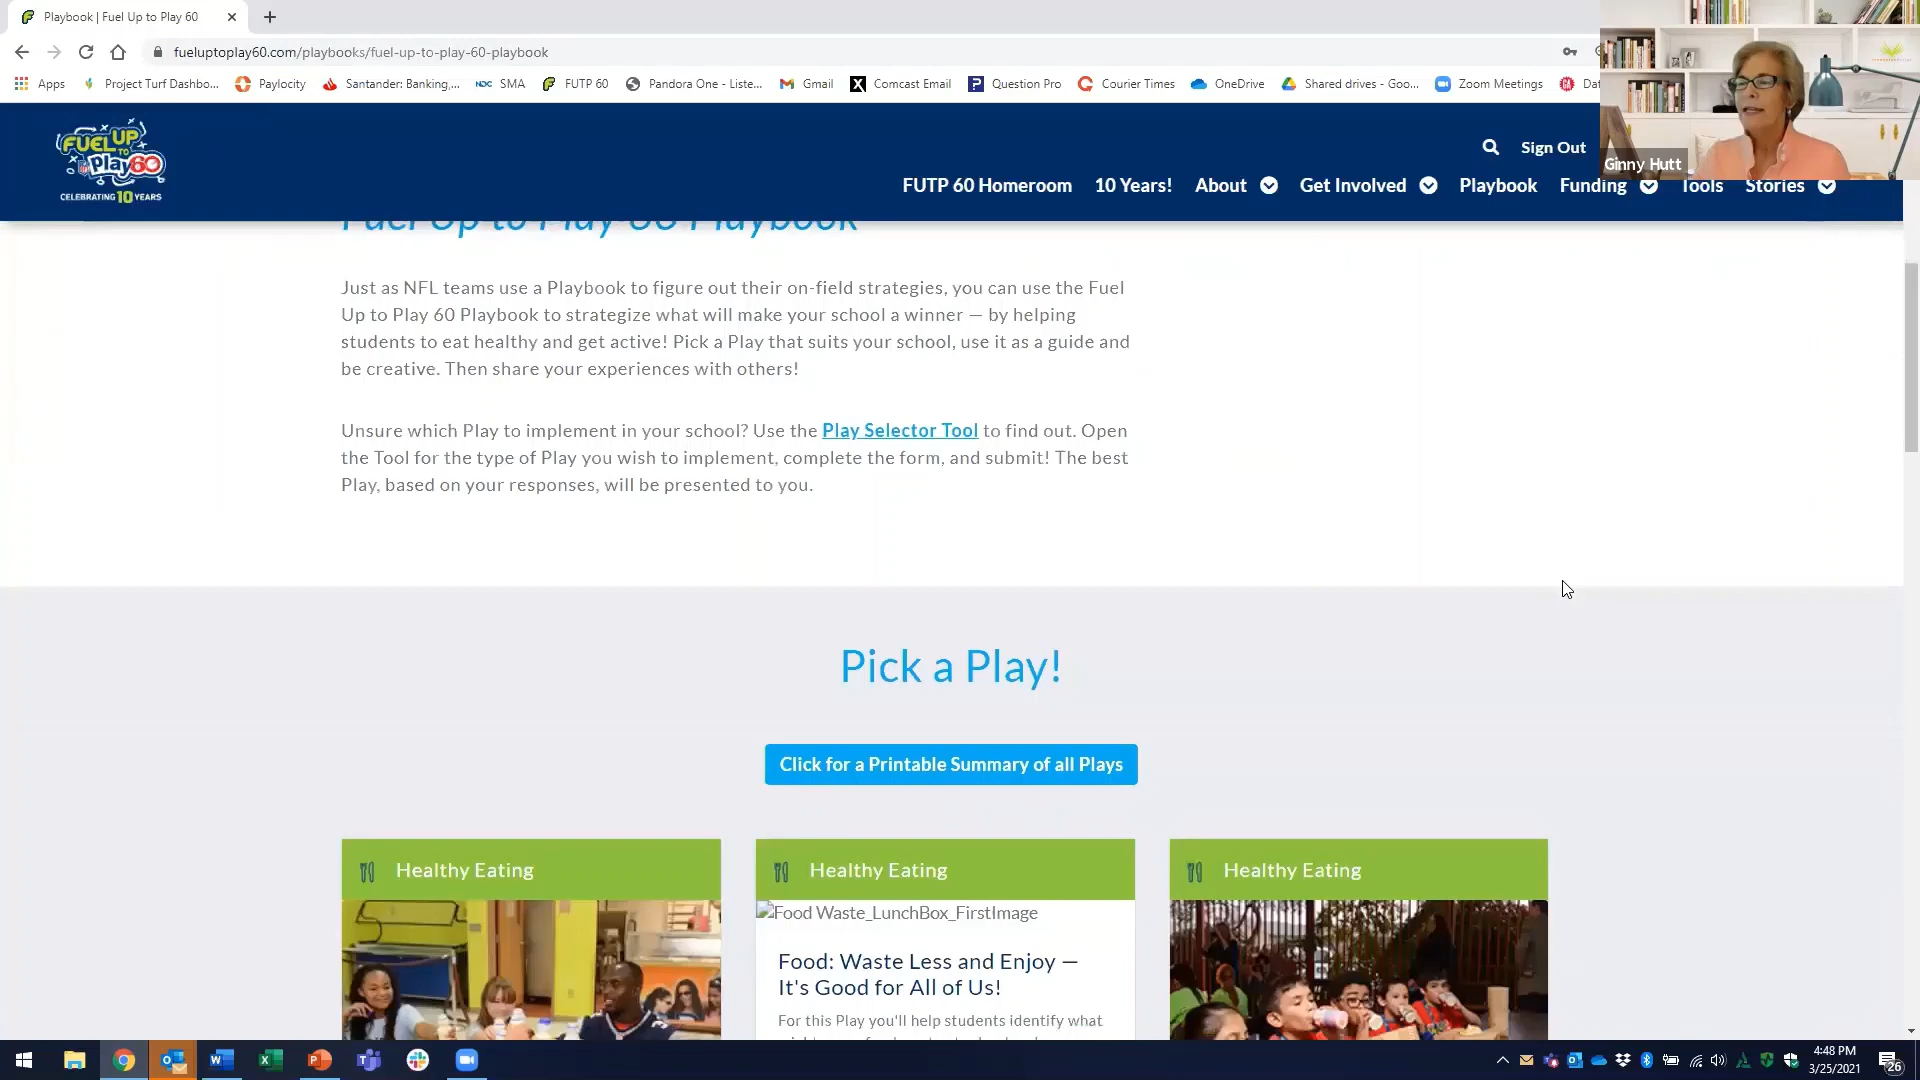 Playbook | Fuel Up to Play 60
fueluptoplay60.com/playbooks/fuel-up-to-play-60-playbook
Apps Project Turf Dashbo... Paylocity Santander: Banking,... NDC SMA FUTP 60 Pandora One - Liste... Gmail Comcast Email Question Pro Courier Times OneDrive Shared drives - Goo... Zoom Meetings
Ginny Hutt
FUEL UP TO Play 60
CELEBRATING 10 YEARS
Sign Out
FUTP 60 Homeroom 10 Years! About Get Involved Playbook Funding Tools Stories
Fuel Up to Play 60 Playbook
Just as NFL teams use a Playbook to figure out their on-field strategies, you can use the Fuel
Up to Play 60 Playbook to strategize what will make your school a winner — by helping
students to eat healthy and get active! Pick a Play that suits your school, use it as a guide and
be creative. Then share your experiences with others!
Unsure which Play to implement in your school? Use the Play Selector Tool to find out. Open
the Tool for the type of Play you wish to implement, complete the form, and submit! The best
Play, based on your responses, will be presented to you.
Pick a Play!
Click for a Printable Summary of all Plays
Healthy Eating Healthy Eating Healthy Eating
Food Waste_LunchBox_FirstImage
Food: Waste Less and Enjoy —
It's Good for All of Us!
For this Play you'll help students identify what
4:48 PM
3/25/2021
26